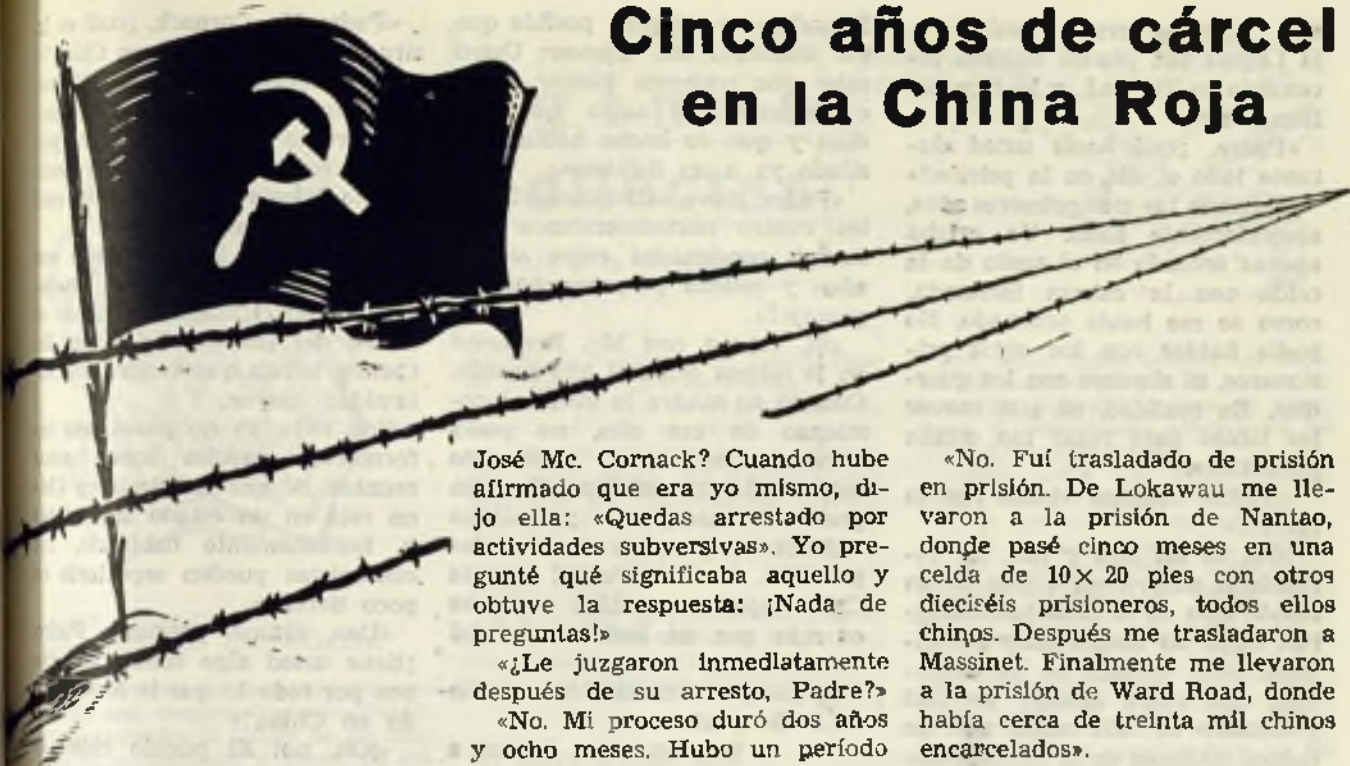 Cinco años de cárcel
en la China Roja
José Mc. Cornack? Cuando hube
afirmado que era yo mismo, di-
jo ella: «Quedas arrestado por
actividades subversivas». Yo pre-
gunté qué significaba aquello y
obtuve la respuesta: ¡Nada de
preguntas!»
«¿Le juzgaron inmediatamente
después de su arresto, Padre?»
«No. Mi proceso duró dos años
y ocho meses. Hubo un período
«No. Fuí trasladado de prisión
en prisión. De Lokawau me lle-
varon a la prisión de Nantao,
donde pasé cinco meses en una
celda de 10 × 20 pies con otros
dieciséis prisioneros, todos ellos
chinos. Después me trasladaron a
Massinet. Finalmente me llevaron
a la prisión de Ward Road, donde
había cerca de treinta mil chinos
encarcelados».